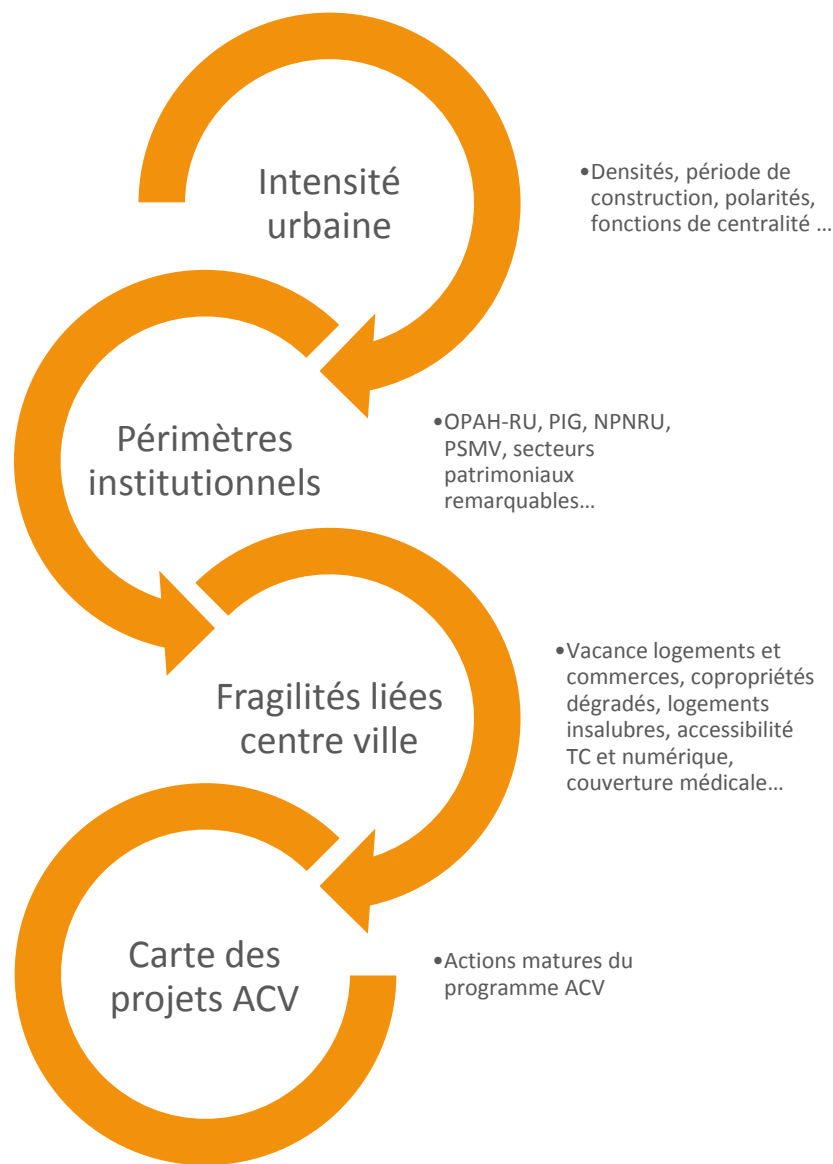 Intensité
urbaine
•Densités, période de
construction, polarités,
fonctions de centralité ...
Périmètres
institutionnels
•OPAH-RU, PIG, NPNRU,
PSMV, secteurs
patrimoniaux
remarquables...
Fragilités liées
centre ville
•Vacance logements et
commerces, copropriétés
dégradés, logements
insalubres, accessibilité
TC et numérique,
couverture médicale...
Carte des
projets ACV
•Actions matures du
programme ACV